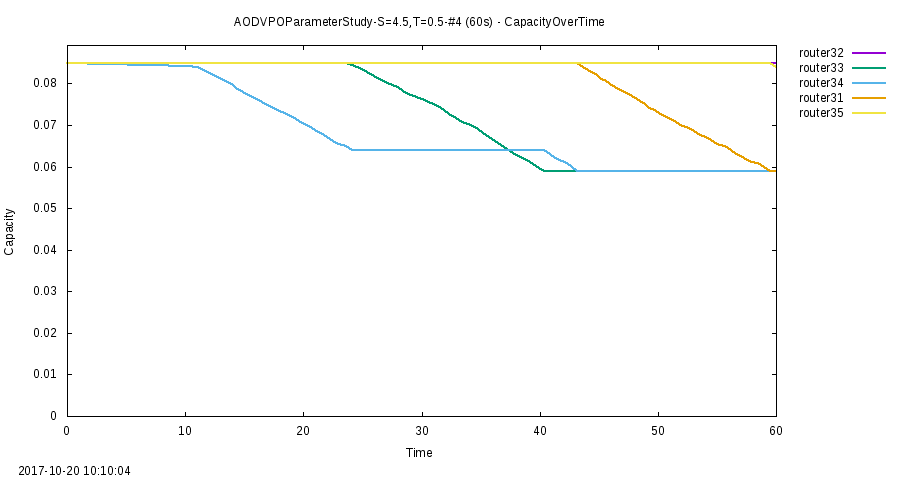 AODVPOParameterStudy-S=4.5,T=0.5-#4 (60s) - CapacityOverTime
router32
router33
router34
router31
router35
0.08
0.07
0.06
0.05
0.04
0.03
0.02
0.01
0
Capacity
0 10 20 30 40 50 60
Time
2017-10-20 10:10:04